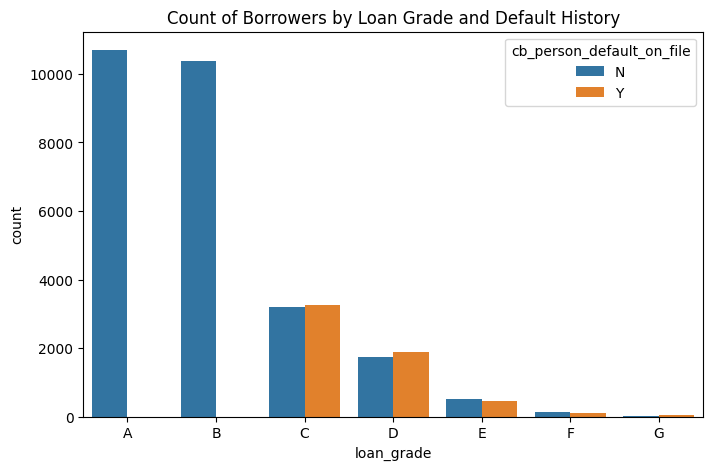 Count of Borrowers by Loan Grade and Default History
cb_person_default_on_file
N
Y
10000
8000
6000
4000
2000
0
count
A B C D E F G
loan_grade